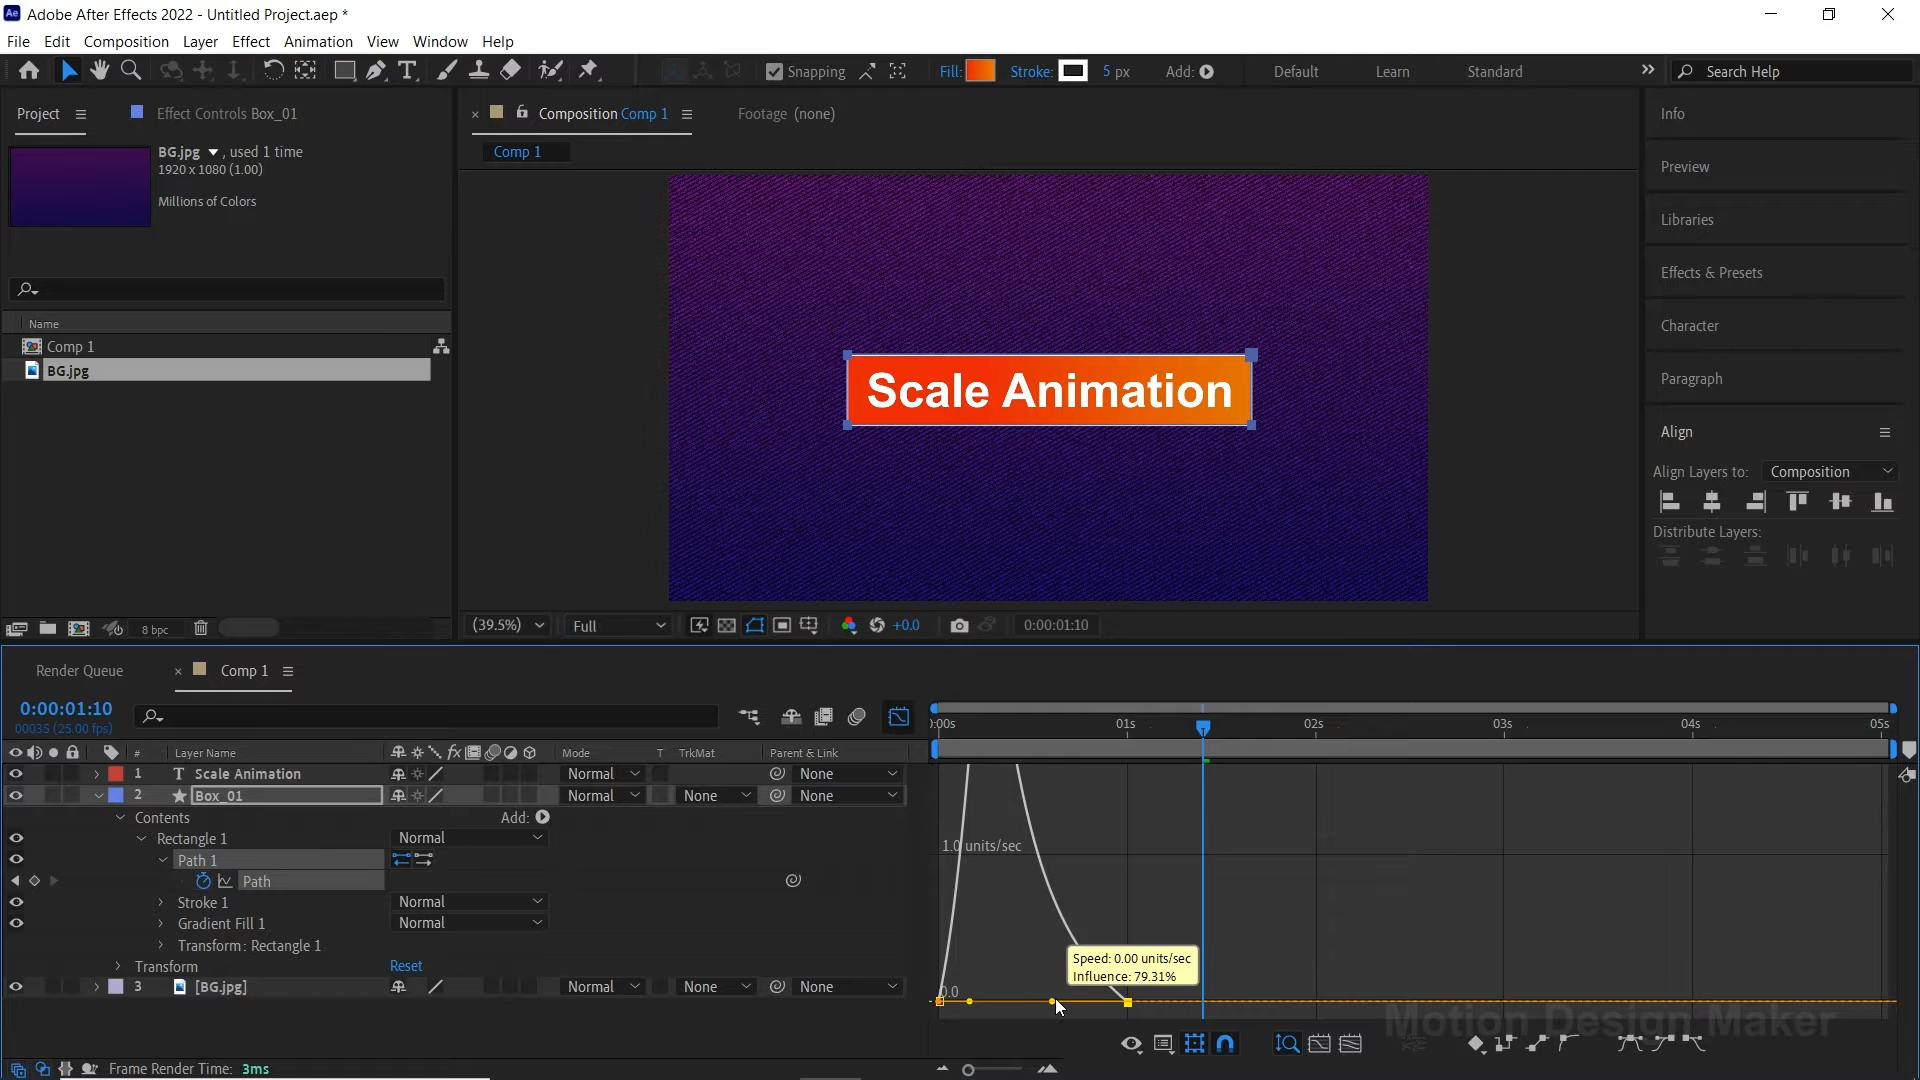 Adobe After Effects 2022 - Untitled Project.aep *
File Edit Composition Layer Effect Animation View Window Help
Snapping Fill: Stroke: 5 px Add: Default Learn Standard Search Help
Project Effect Controls Box_01
BG.jpg , used 1 time
1920 x 1080 (1.00)
Millions of Colors
Name
Comp 1
BG.jpg
8 bpc
Composition Comp 1 Footage (none)
Comp 1
Scale Animation
(39.5%) Full +0.0 0:00:01:10
Info
Preview
Libraries
Effects & Presets
Character
Paragraph
Align
Align Layers to: Composition
Distribute Layers:
Render Queue Comp 1
0:00:01:10
00035 (25.00 fps)
# Layer Name Mode T TrkMat Parent & Link
1 T Scale Animation Normal None
2 Box_01 Normal None None
Contents Add:
Rectangle 1 Normal
Path 1
Path
Stroke 1 Normal
Gradient Fill 1 Normal
Transform: Rectangle 1
Transform Reset
3 [BG.jpg] Normal None None
Frame Render Time: 3ms
0:00s 01s 02s 03s 04s 05s
1.0 units/sec
Speed: 0.00 units/sec
Influence: 79.31%
0.0
Motion Design Maker